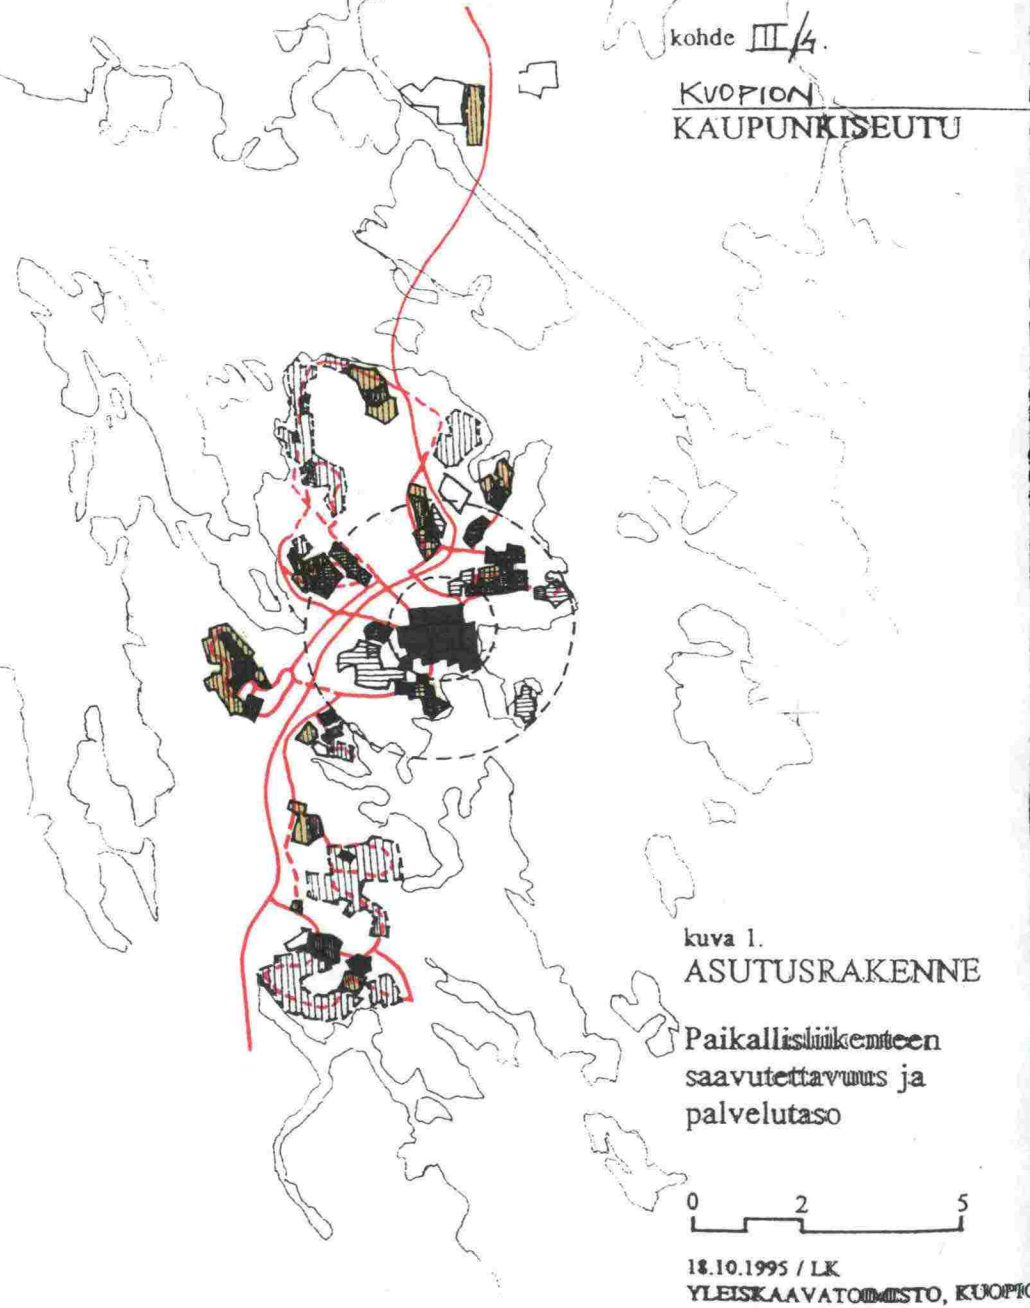 kohde III/4.
KUOPION
KAUPUNKISEUTU
kuva 1.
ASUTUSRAKENNE
Paikallisliikenteen
saavutettavuus ja
palvelutaso
0 2 5
18.10.1995 / LK
YLEISKAAVATOIMISTO, KUOPIO